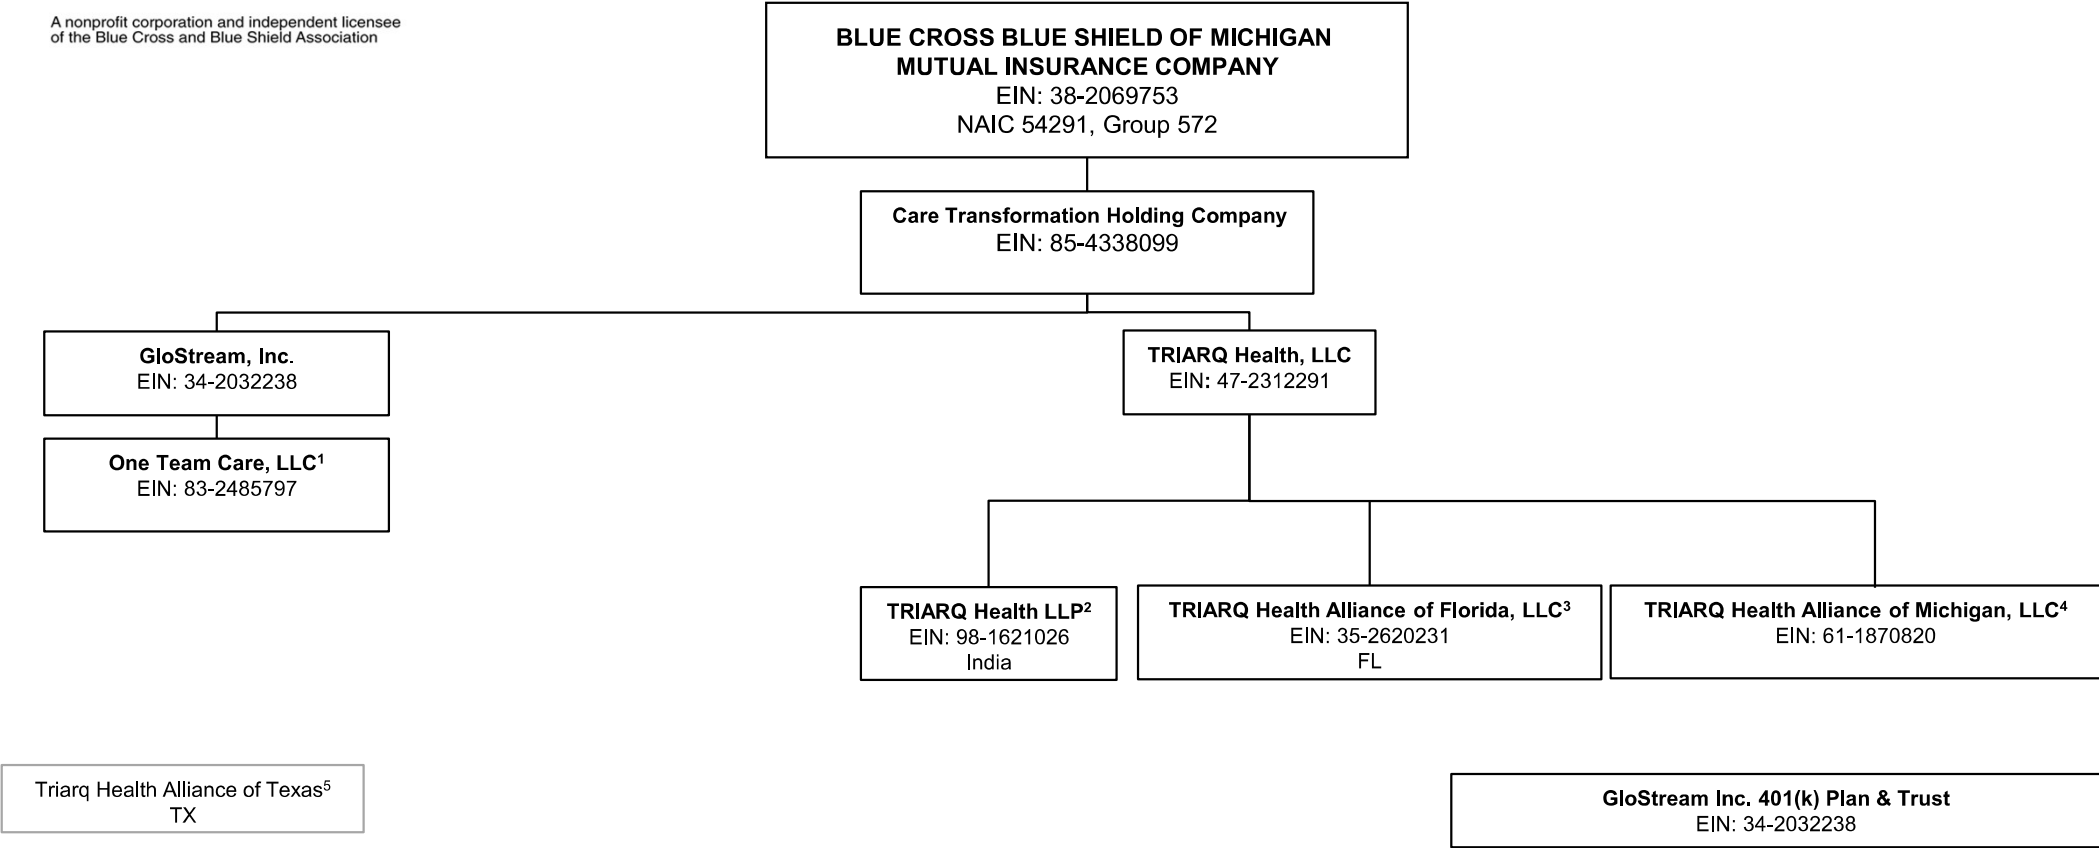 A nonprofit corporation and independent licensee
of the Blue Cross and Blue Shield Association
BLUE CROSS BLUE SHIELD OF MICHIGAN
MUTUAL INSURANCE COMPANY
EIN: 38-2069753
NAIC 54291, Group 572
Care Transformation Holding Company
EIN: 85-4338099
GloStream, Inc.
EIN: 34-2032238
TRIARQ Health, LLC
EIN: 47-2312291
One Team Care, LLC¹
EIN: 83-2485797
TRIARQ Health LLP²
EIN: 98-1621026
India
TRIARQ Health Alliance of Florida, LLC³
EIN: 35-2620231
FL
TRIARQ Health Alliance of Michigan, LLC⁴
EIN: 61-1870820
Triarq Health Alliance of Texas⁵
TX
GloStream Inc. 401(k) Plan & Trust
EIN: 34-2032238